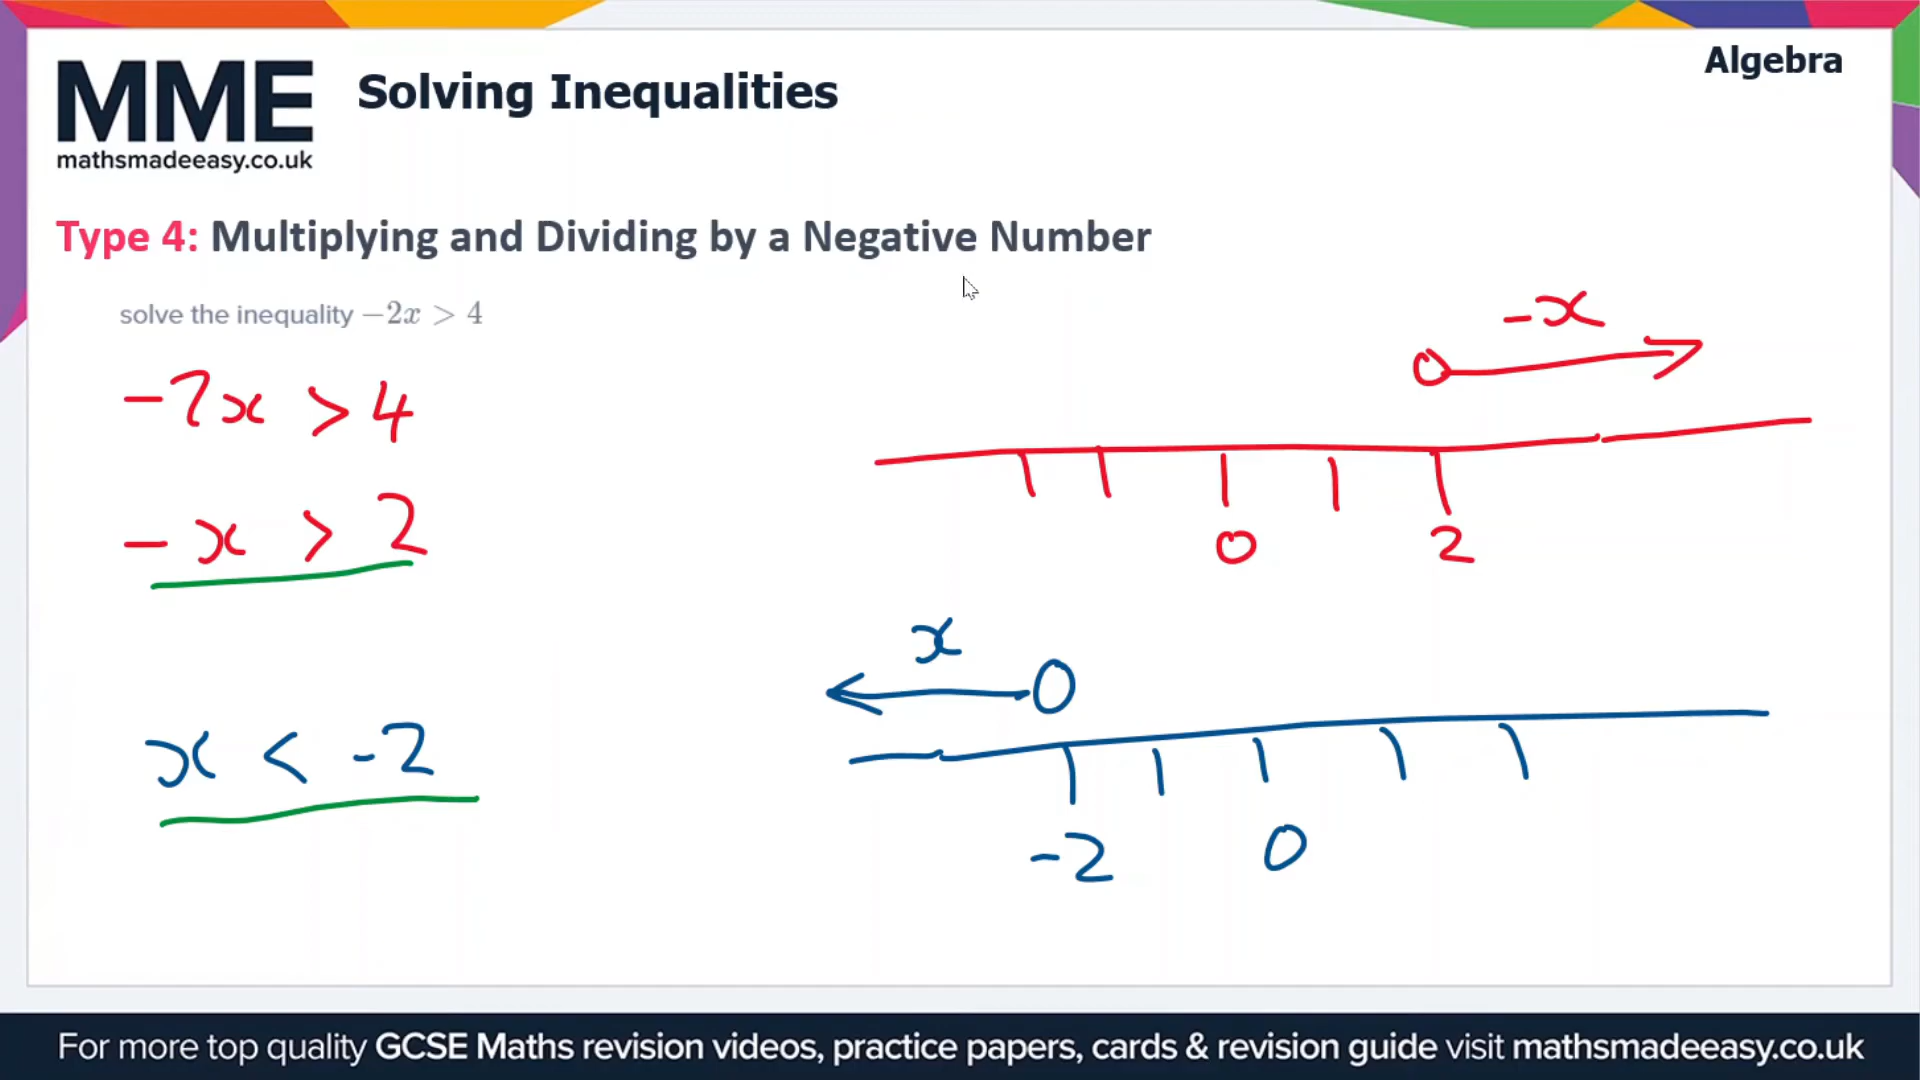 MME
mathsmadeeasy.co.uk
Solving Inequalities
Algebra
Type 4: Multiplying and Dividing by a Negative Number
solve the inequality −2x > 4
-2x > 4
-x
-x > 2
0 2
x
x < -2
-2 0
For more top quality GCSE Maths revision videos, practice papers, cards & revision guide visit mathsmadeeasy.co.uk